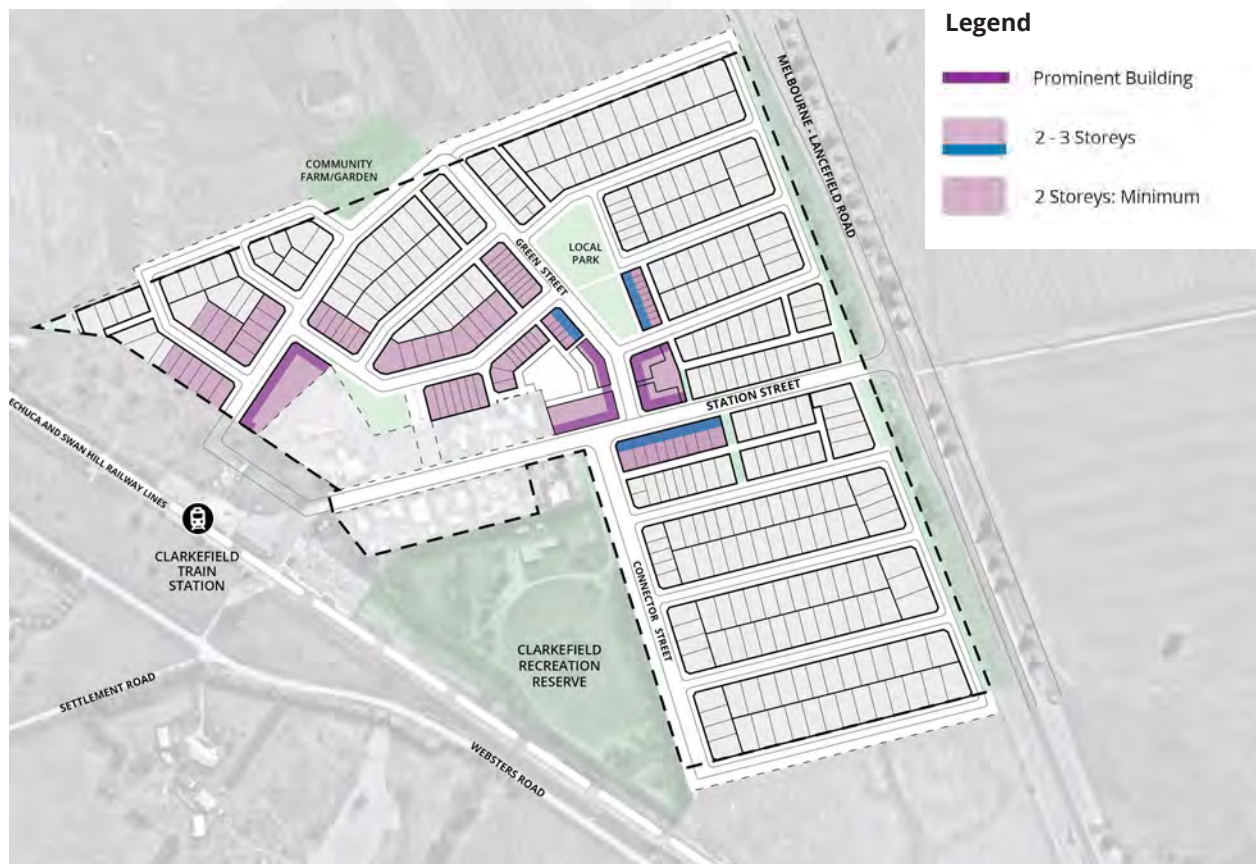 Legend
Prominent Building
2 - 3 Storeys
2 Storeys: Minimum
MELBOURNE - LANCEFIELD ROAD
COMMUNITY
FARM/GARDEN
GREEN STREET
LOCAL
PARK
STATION STREET
ECHUCA AND SWAN HILL RAILWAY LINES
CLARKEFIELD
TRAIN
STATION
CONNECTOR STREET
CLARKEFIELD
RECREATION
RESERVE
SETTLEMENT ROAD
WEBSTERS ROAD